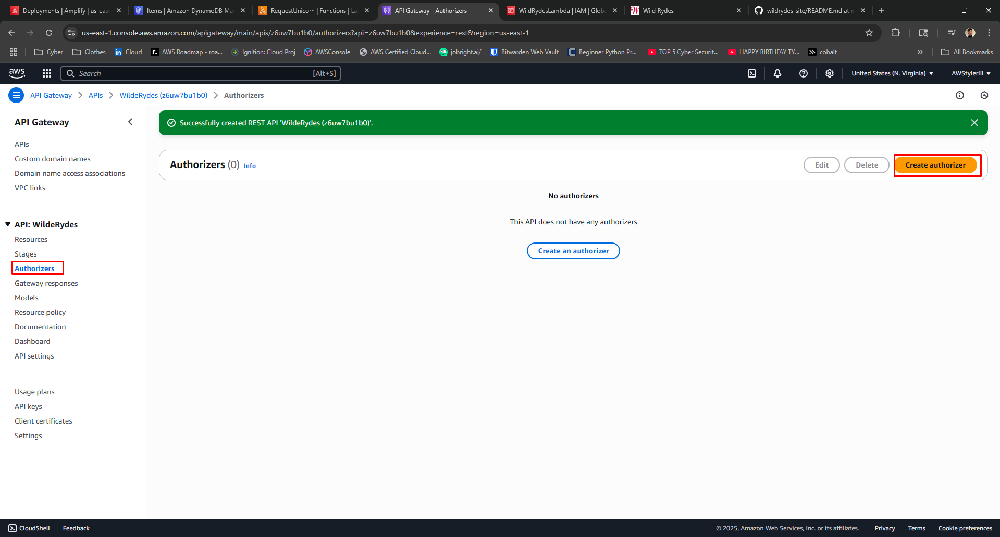 Deployments | Amplify | us-east
Items | Amazon DynamoDB Ma
RequestUnicorn | Functions | La
API Gateway - Authorizers
WildRydesLambda | IAM | Globa
Wild Rydes
wildrydes-site/README.md at m
us-east-1.console.aws.amazon.com/apigateway/main/apis/z6uw7bu1b0/authorizers?api=z6uw7bu1b0&experience=rest&region=us-east-1
Cyber
Clothes
Cloud
AWS Roadmap - roa...
Ignition: Cloud Proj
AWSConsole
AWS Certified Cloud...
jobright.ai/
Bitwarden Web Vault
Beginner Python Pr...
TOP 5 Cyber Securit...
HAPPY BIRTHFAY TY...
cobalt
All Bookmarks
aws
Search
[Alt+S]
United States (N. Virginia)
AWStylerlii
API Gateway
APIs
WildeRydes (z6uw7bu1b0)
Authorizers
API Gateway
APIs
Custom domain names
Domain name access associations
VPC links
API: WildeRydes
Resources
Stages
Authorizers
Gateway responses
Models
Resource policy
Documentation
Dashboard
API settings
Usage plans
API keys
Client certificates
Settings
Successfully created REST API 'WildeRydes (z6uw7bu1b0)'.
Authorizers (0) Info
Edit
Delete
Create authorizer
No authorizers
This API does not have any authorizers
Create an authorizer
CloudShell
Feedback
© 2025, Amazon Web Services, Inc. or its affiliates.
Privacy
Terms
Cookie preferences